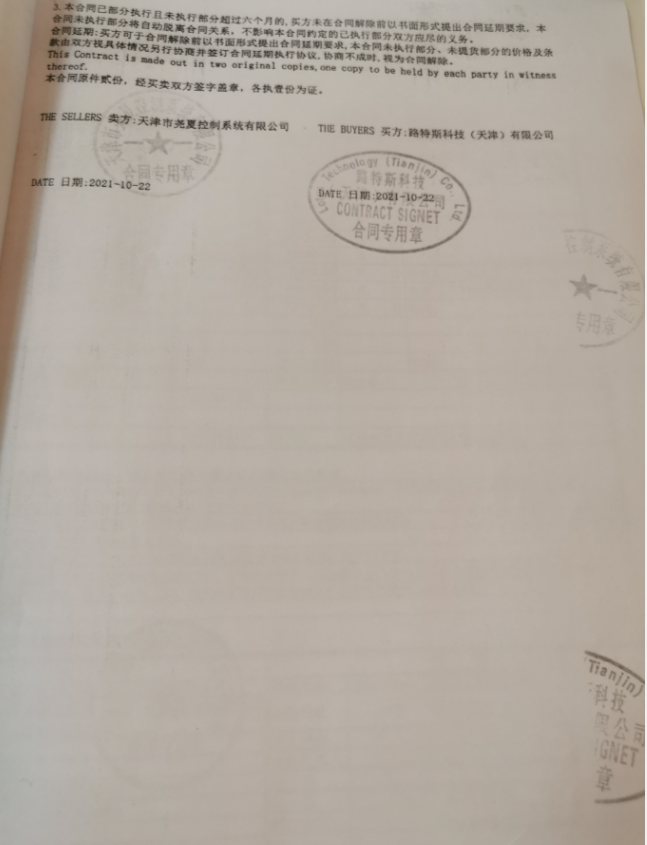 3.本合同已部分执行且未执行部分超过六个月的、买方未在合同解除前以书面形式提出合同延期要求、本
合同未执行部分将自动脱离合同关系，不影响本合同约定的已执行部分双方应尽的义务。
合同延期:买方可于合同解除前以书面形式提出合同延期要求,本合同未执行部分、未提货部分的价格及条
款由双方视具体情况另行协商并签订合同延期执行协议,协商不成时,视为合同解除。
This Contract is made out in two original copies,one copy to be held by each party in witness
thereof.
本合同原件贰份，经买卖双方签字盖章，各执壹份为证。
THE SELLERS 卖方:天津市尧夏控制系统有限公司
THE BUYERS 买方:路特斯科技（天津）有限公司
天津市
合同专用章
DATE 日期:2021-10-22
Technology (Tianjin) Co., Ltd
路特斯科技
DATE 日期:2021-10-22
公司
CONTRACT SIGNET
合同专用章
控制系统有限公司
专用章
(Tianjin)
科技
限公司
IGNET
章